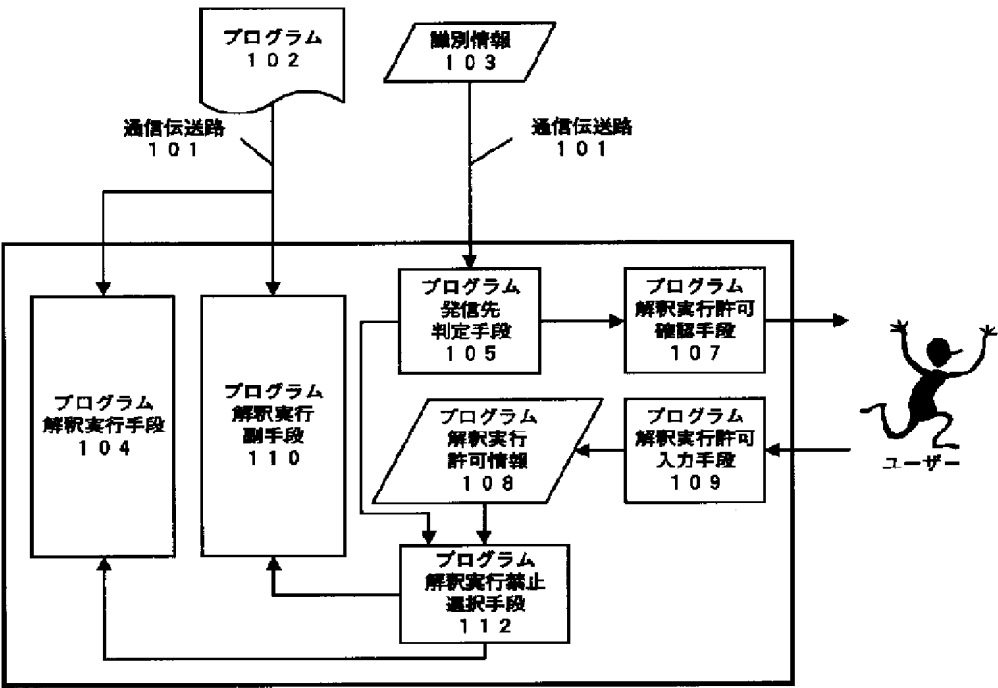 プログラム
１０２
識別情報
１０３
通信伝送路
１０１
通信伝送路
１０１
プログラム
発信先
判定手段
１０５
プログラム
解釈実行許可
確認手段
１０７
プログラム
解釈実行手段
１０４
プログラム
解釈実行
副手段
１１０
プログラム
解釈実行
許可情報
１０８
プログラム
解釈実行許可
入力手段
１０９
ユーザー
プログラム
解釈実行禁止
選択手段
１１２